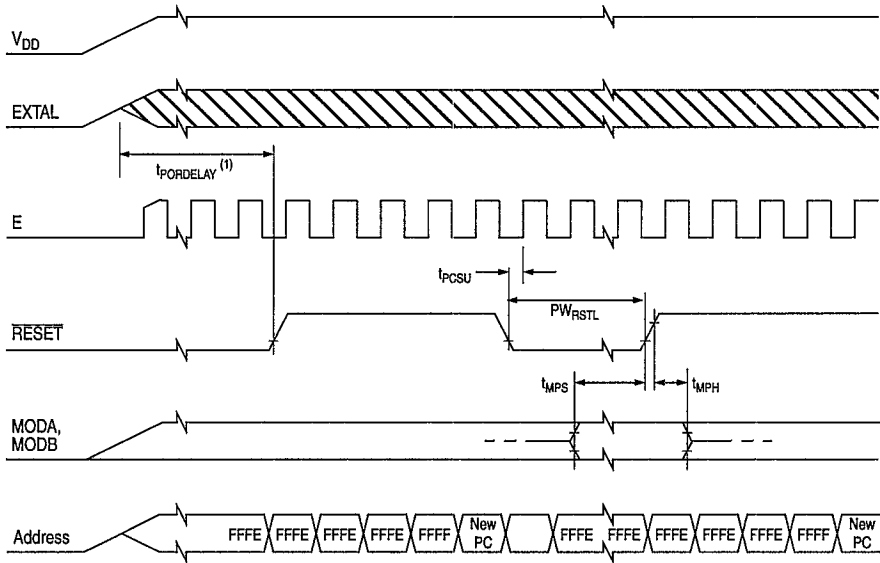 VDD
EXTAL
tPORDELAY (1)
E
tPCSU
PWRSTL
RESET
tMPS
tMPH
MODA,
MODB
Address
FFFE FFFE FFFE FFFE FFFF New PC FFFE FFFE FFFE FFFE FFFE FFFF New PC